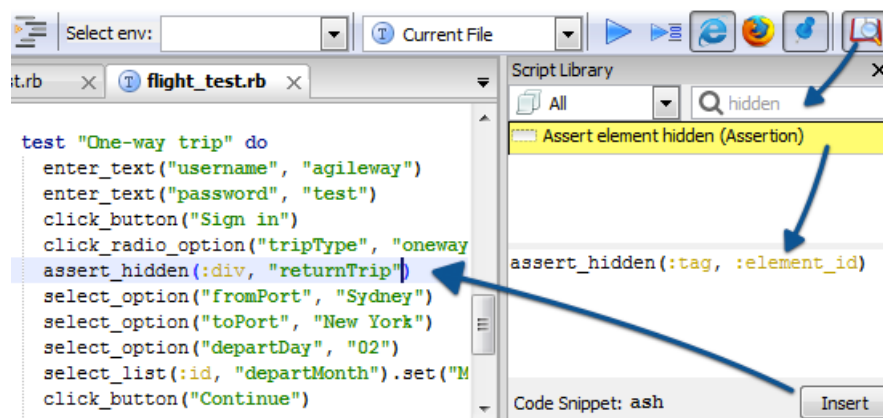 Select env:
Current File
st.rb
flight_test.rb
test "One-way trip" do
enter_text("username", "agileway")
enter_text("password", "test")
click_button("Sign in")
click_radio_option("tripType", "oneway
assert_hidden(:div, "returnTrip")
select_option("fromPort", "Sydney")
select_option("toPort", "New York")
select_option("departDay", "02")
select_list(:id, "departMonth").set("M
click_button("Continue")
Script Library
All
hidden
Assert element hidden (Assertion)
assert_hidden(:tag, :element_id)
Code Snippet: ash
Insert